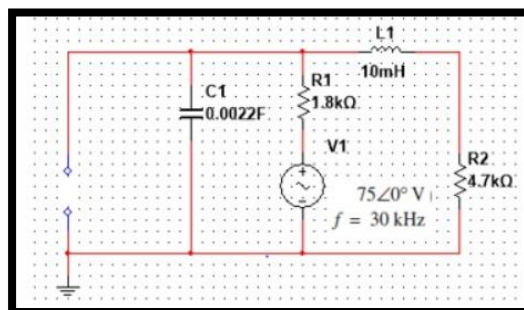 L1
10mH
C1
0.0022F
R1
1.8kΩ
V1
75∠0° V
f = 30 kHz
R2
4.7kΩ